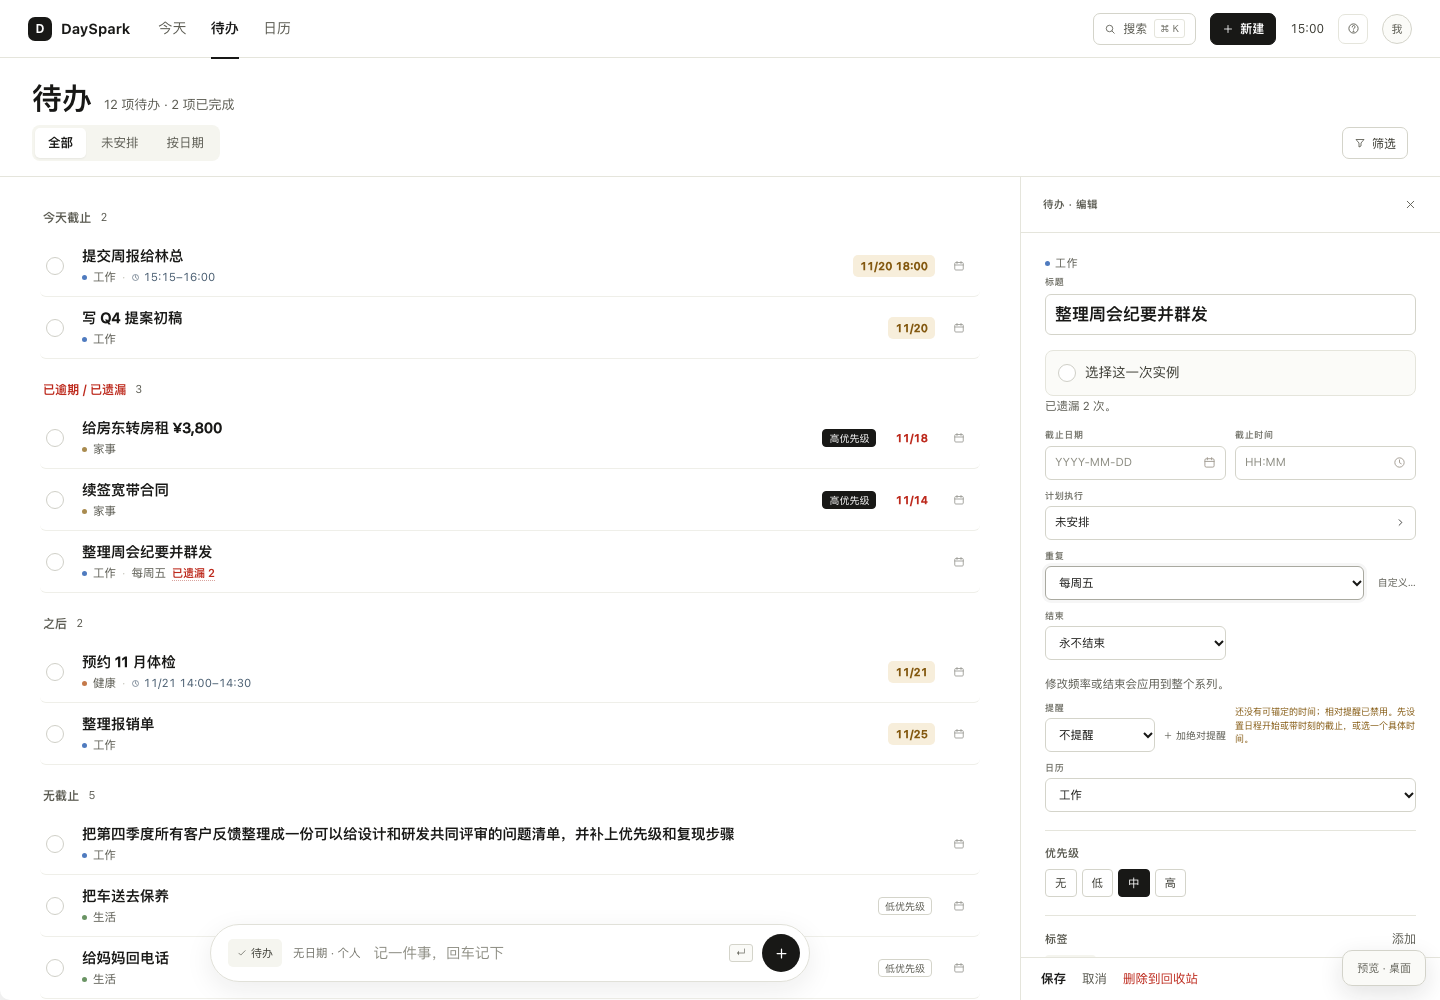 D DaySpark 今天 待办 日历 搜索 ⌘ K + 新建 15:00 我
待办 12 项待办 · 2 项已完成
全部 未安排 按日期 筛选
今天截止 2
提交周报给林总
工作 · 15:15–16:00
11/20 18:00
写 Q4 提案初稿
工作
11/20
已逾期 / 已遗漏 3
给房东转房租 ¥3,800
家事
高优先级 11/18
续签宽带合同
家事
高优先级 11/14
整理周会纪要并群发
工作 · 每周五 已遗漏 2
之后 2
预约 11 月体检
健康 · 11/21 14:00–14:30
11/21
整理报销单
工作
11/25
无截止 5
把第四季度所有客户反馈整理成一份可以给设计和研发共同评审的问题清单，并补上优先级和复现步骤
工作
把车送去保养
生活
低优先级
给妈妈回电话
生活
低优先级
待办 无日期 · 个人 记一件事，回车记下
待办 · 编辑
工作
标题
整理周会纪要并群发
选择这一次实例
已遗漏 2 次。
截止日期 截止时间
YYYY-MM-DD HH:MM
计划执行
未安排
重复
每周五 自定义...
结束
永不结束
修改频率或结束会应用到整个系列。
提醒
不提醒 + 加绝对提醒
还没有可锚定的时间；相对提醒已禁用。先设
置日程开始或带时刻的截止，或选一个具体时
间。
日历
工作
优先级
无 低 中 高
标签 添加
保存 取消 删除到回收站
预览 · 桌面